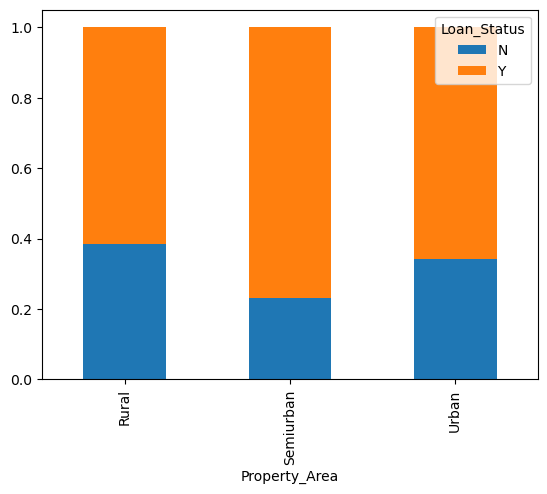 1.0
0.8
0.6
0.4
0.2
0.0
Loan_Status
N
Y
Rural
Semiurban
Urban
Property_Area